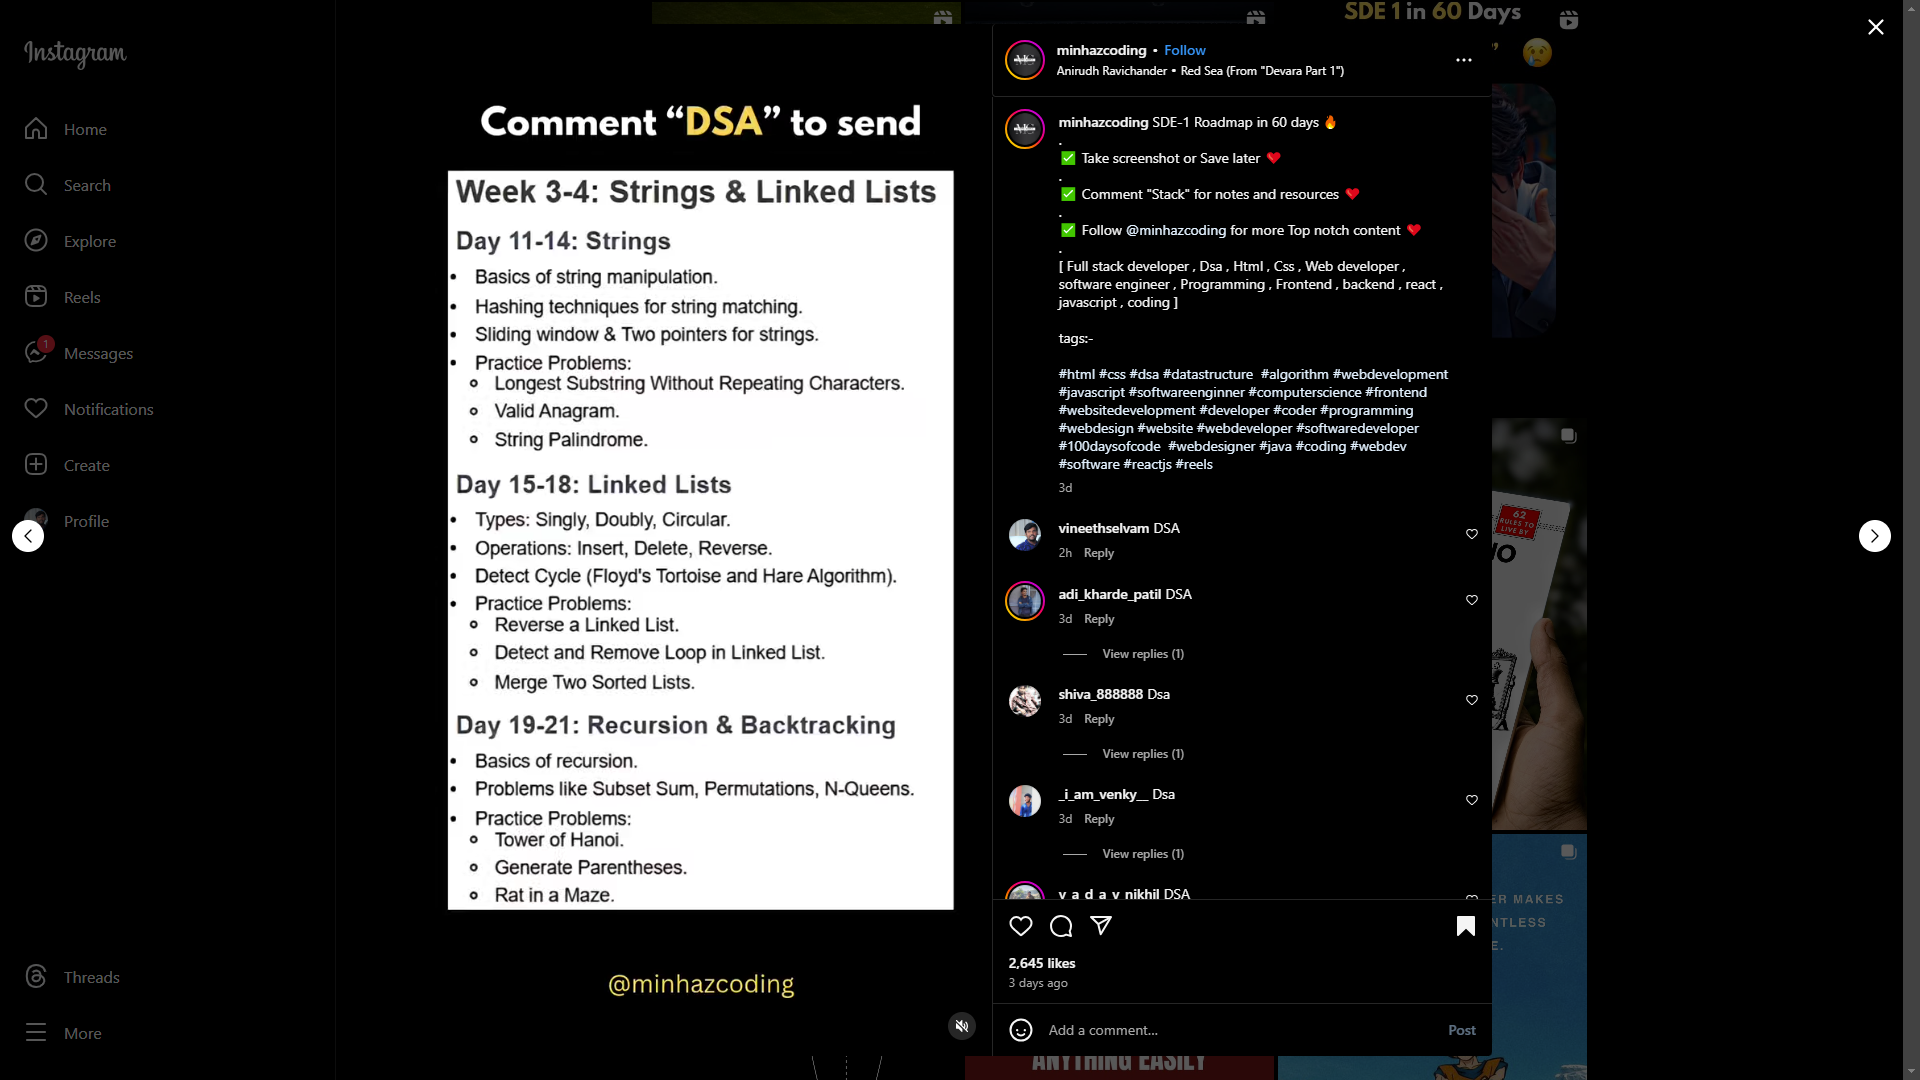 Instagram
Home
Search
Explore
Reels
1
Messages
Notifications
Create
Profile
Threads
More
SDE 1 in 60 Days
Comment “DSA” to send
Week 3-4: Strings & Linked Lists
Day 11-14: Strings
• Basics of string manipulation.
• Hashing techniques for string matching.
• Sliding window & Two pointers for strings.
• Practice Problems:
Longest Substring Without Repeating Characters.
Valid Anagram.
String Palindrome.
Day 15-18: Linked Lists
• Types: Singly, Doubly, Circular.
• Operations: Insert, Delete, Reverse.
• Detect Cycle (Floyd's Tortoise and Hare Algorithm).
• Practice Problems:
Reverse a Linked List.
Detect and Remove Loop in Linked List.
Merge Two Sorted Lists.
Day 19-21: Recursion & Backtracking
• Basics of recursion.
• Problems like Subset Sum, Permutations, N-Queens.
• Practice Problems:
Tower of Hanoi.
Generate Parentheses.
Rat in a Maze.
@minhazcoding
minhazcoding • Follow
Anirudh Ravichander • Red Sea (From "Devara Part 1")
minhazcoding SDE-1 Roadmap in 60 days 🔥
.
✅ Take screenshot or Save later ❤️
.
✅ Comment "Stack" for notes and resources ❤️
.
✅ Follow @minhazcoding for more Top notch content ❤️
.
[ Full stack developer , Dsa , Html , Css , Web developer ,
software engineer , Programming , Frontend , backend , react ,
javascript , coding ]
tags:-
#html #css #dsa #datastructure #algorithm #webdevelopment
#javascript #softwareenginner #computerscience #frontend
#websitedevelopment #developer #coder #programming
#webdesign #website #webdeveloper #softwaredeveloper
#100daysofcode #webdesigner #java #coding #webdev
#software #reactjs #reels
3d
vineethselvam DSA
2h Reply
adi_kharde_patil DSA
3d Reply
View replies (1)
shiva_888888 Dsa
3d Reply
View replies (1)
_i_am_venky__ Dsa
3d Reply
View replies (1)
y_a_d_a_v_nikhil DSA
2,645 likes
3 days ago
Add a comment...
Post
62
RULES TO
LIVE BY
MAKES
ANYTHING EASILY